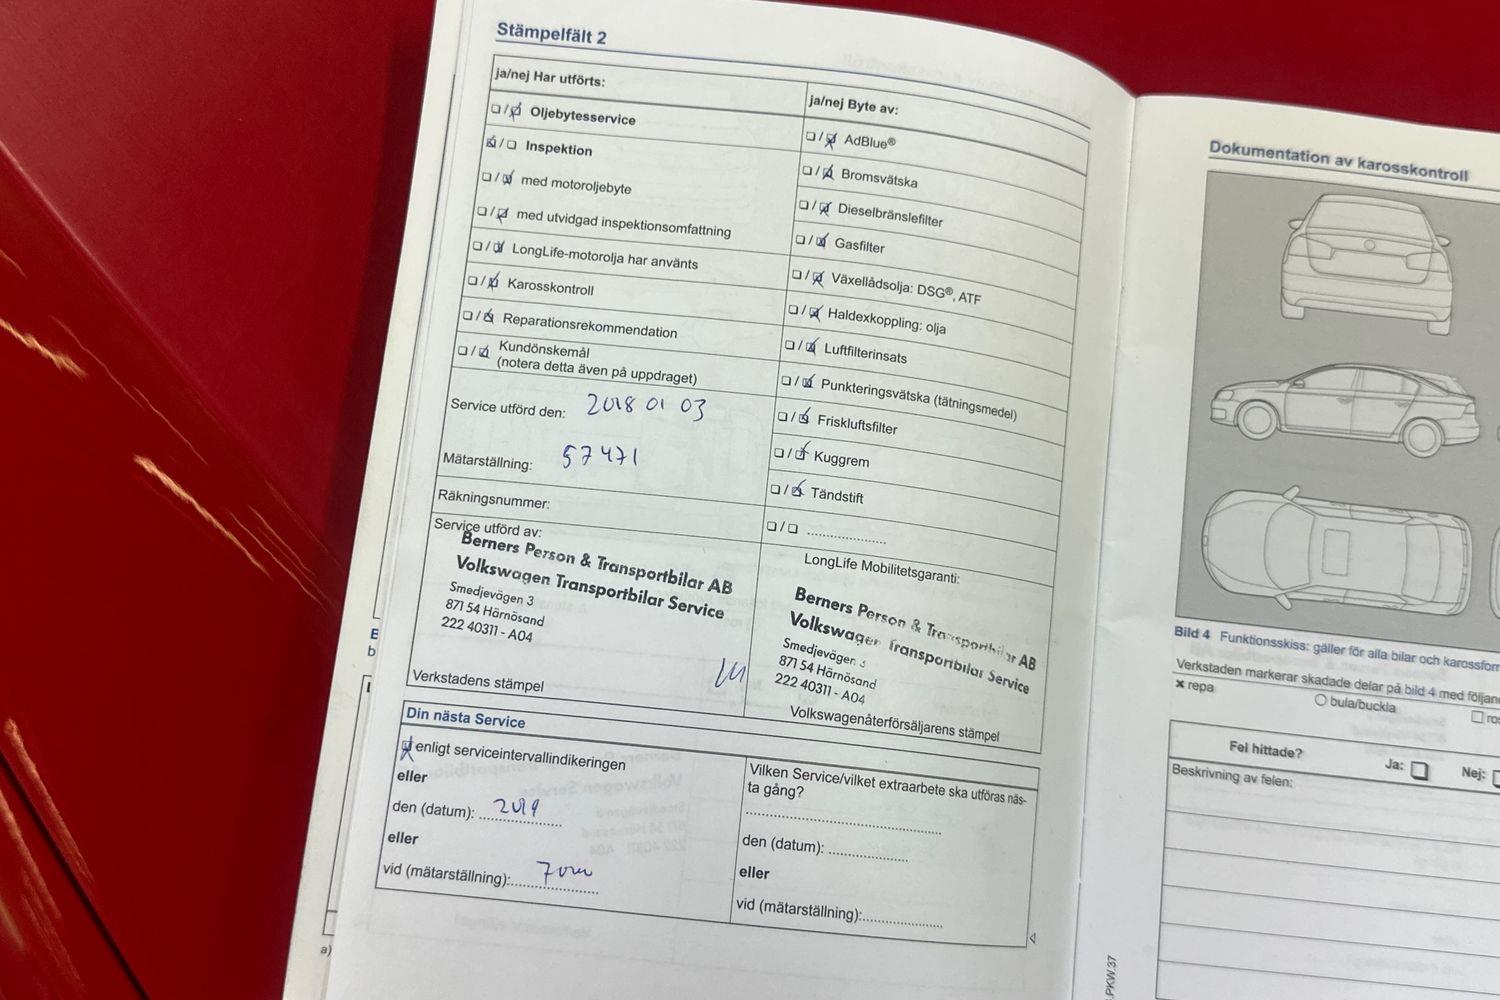 Stämpelfält 2
ja/nej Har utförts:
Oljebytesservice
Inspektion
med motoroljebyte
med utvidgad inspektionsomfattning
LongLife-motorolja har använts
Karosskontroll
Reparationsrekommendation
Kundönskemål
(notera detta även på uppdraget)
Service utförd den: 2018 01 03
Mätarställning: 57471
Räkningsnummer:
Service utförd av:
Berners Person & Transportbilar AB
Volkswagen Transportbilar Service
Smedjevägen 3
871 54 Härnösand
222 40311 - A04
Verkstadens stämpel
ja/nej Byte av:
AdBlue®
Bromsvätska
Dieselbränslefilter
Gasfilter
Växellådsolja: DSG®, ATF
Haldexkoppling: olja
Luftfilterinsats
Punkteringsvätska (tätningsmedel)
Friskluftsfilter
Kuggrem
Tändstift
LongLife Mobilitetsgaranti:
Berners Person & Transportbilar AB
Volkswagen Transportbilar Service
Smedjevägen 3
871 54 Härnösand
222 40311 - A04
Volkswagenåterförsäljarens stämpel
Din nästa Service
enligt serviceintervallindikeringen
eller
den (datum): 2019
eller
vid (mätarställning):
Vilken Service/vilket extraarbete ska utföras näs-
ta gång?
den (datum):
eller
vid (mätarställning):
a)
Dokumentation av karosskontroll
Bild 4 Funktionsskiss: gäller för alla bilar och karossfor
Verkstaden markerar skadade delar på bild 4 med följan
repa
bula/buckla
ros
Fel hittade?
Ja:
Nej:
Beskrivning av felen:
.PKW.37